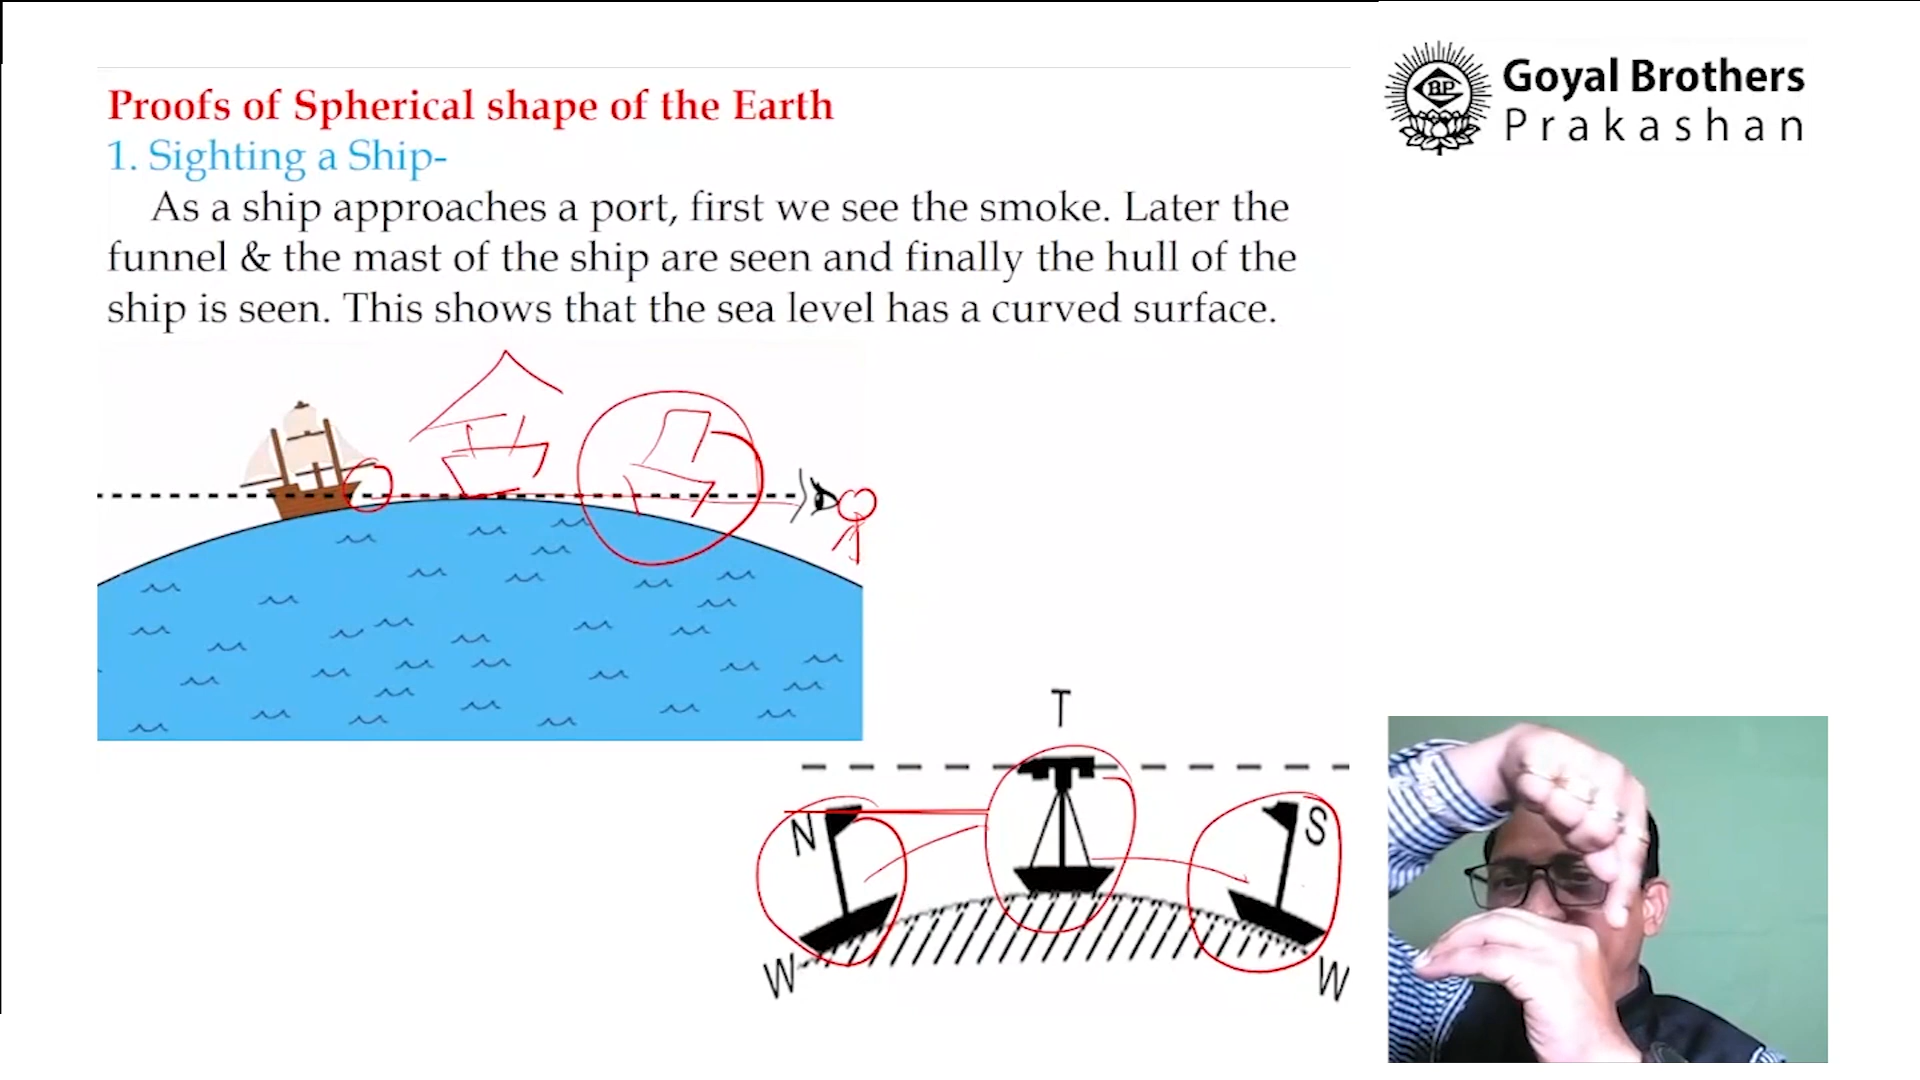 Goyal Brothers
Prakashan
BP
Proofs of Spherical shape of the Earth
1. Sighting a Ship-
As a ship approaches a port, first we see the smoke. Later the
funnel & the mast of the ship are seen and finally the hull of the
ship is seen. This shows that the sea level has a curved surface.
T
N
S
W
W